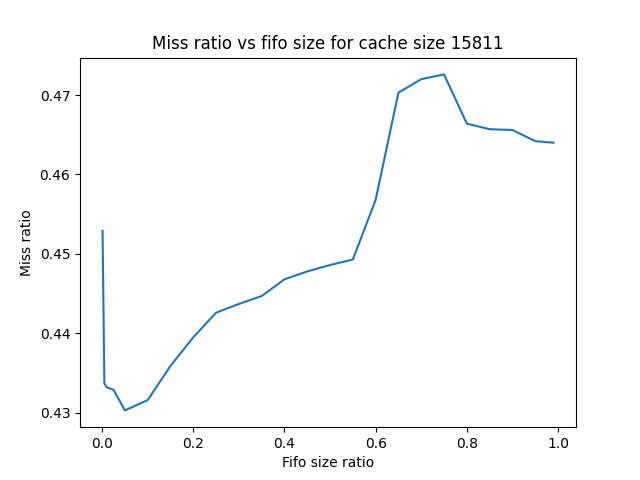 Miss ratio vs fifo size for cache size 15811
0.47
0.46
0.45
0.44
0.43
Miss ratio
0.0 0.2 0.4 0.6 0.8 1.0
Fifo size ratio